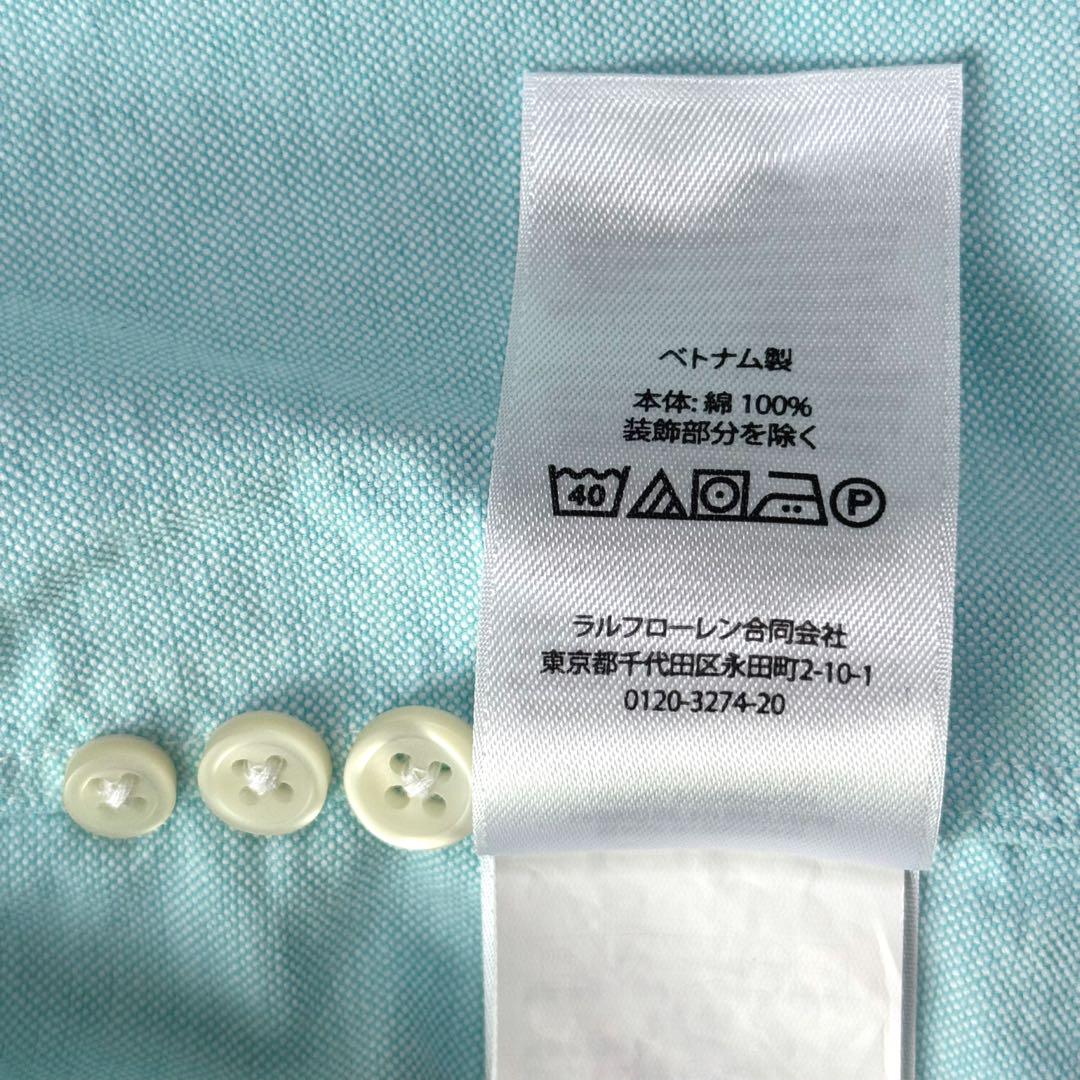 ベトナム製
本体: 綿 100%
装飾部分を除く
40 P
ラルフローレン合同会社
東京都千代田区永田町2-10-1
0120-3274-20